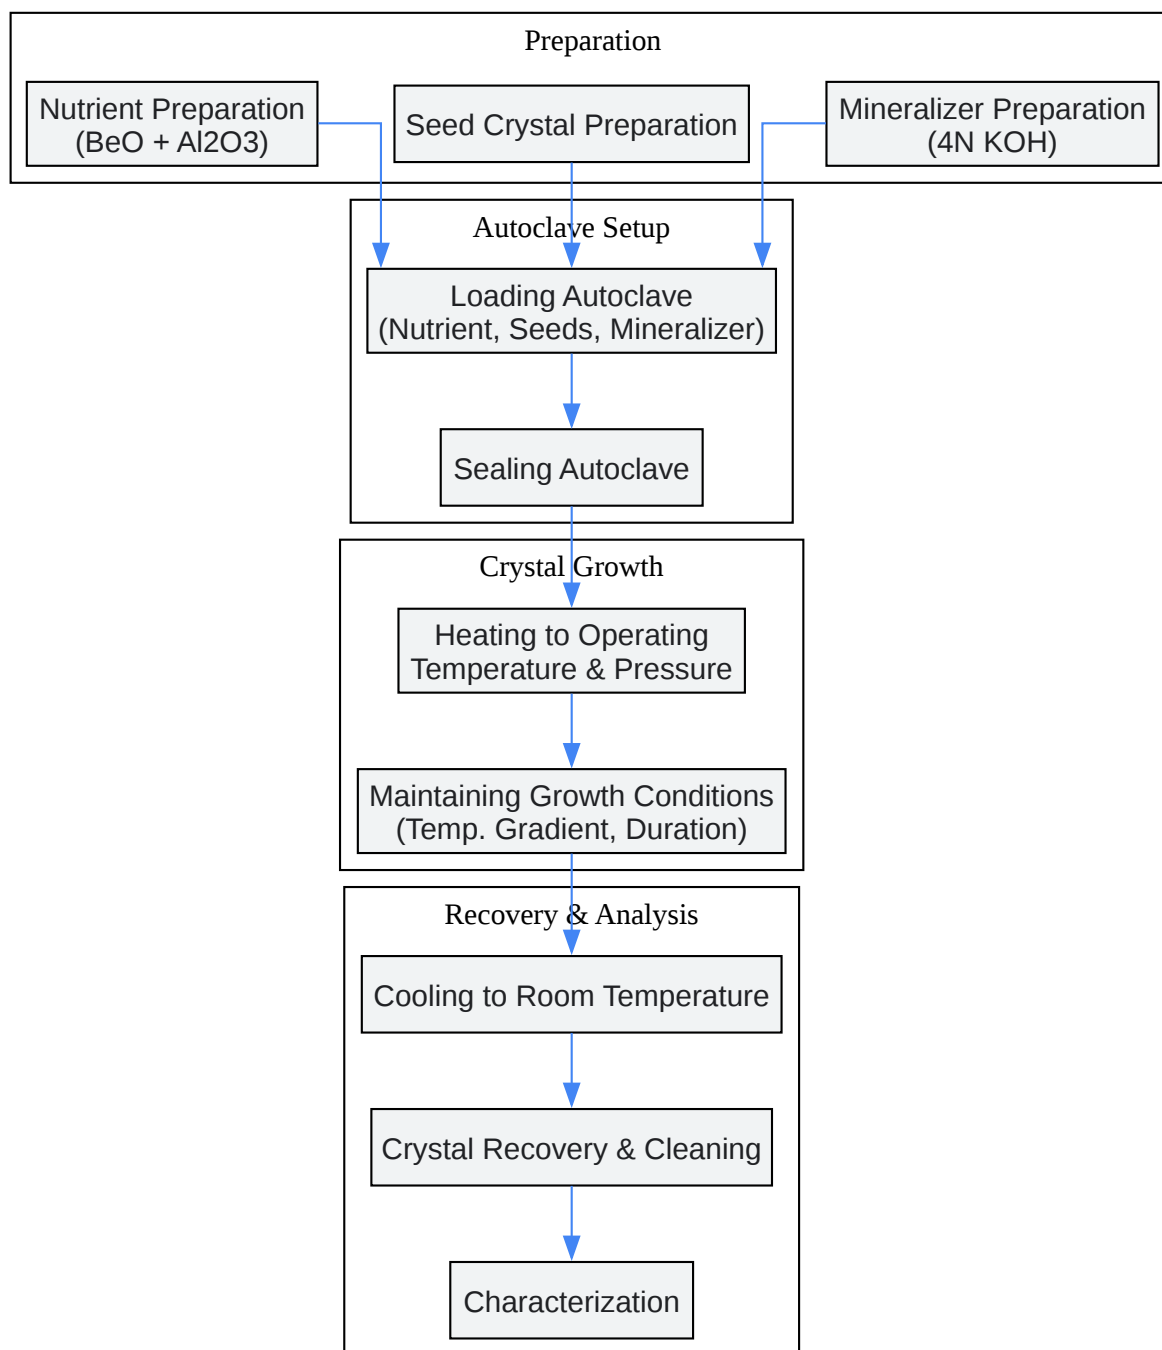 Preparation
Nutrient Preparation
(BeO + Al2O3)
Seed Crystal Preparation
Mineralizer Preparation
(4N KOH)
Autoclave Setup
Loading Autoclave
(Nutrient, Seeds, Mineralizer)
Sealing Autoclave
Crystal Growth
Heating to Operating
Temperature & Pressure
Maintaining Growth Conditions
(Temp. Gradient, Duration)
Recovery & Analysis
Cooling to Room Temperature
Crystal Recovery & Cleaning
Characterization